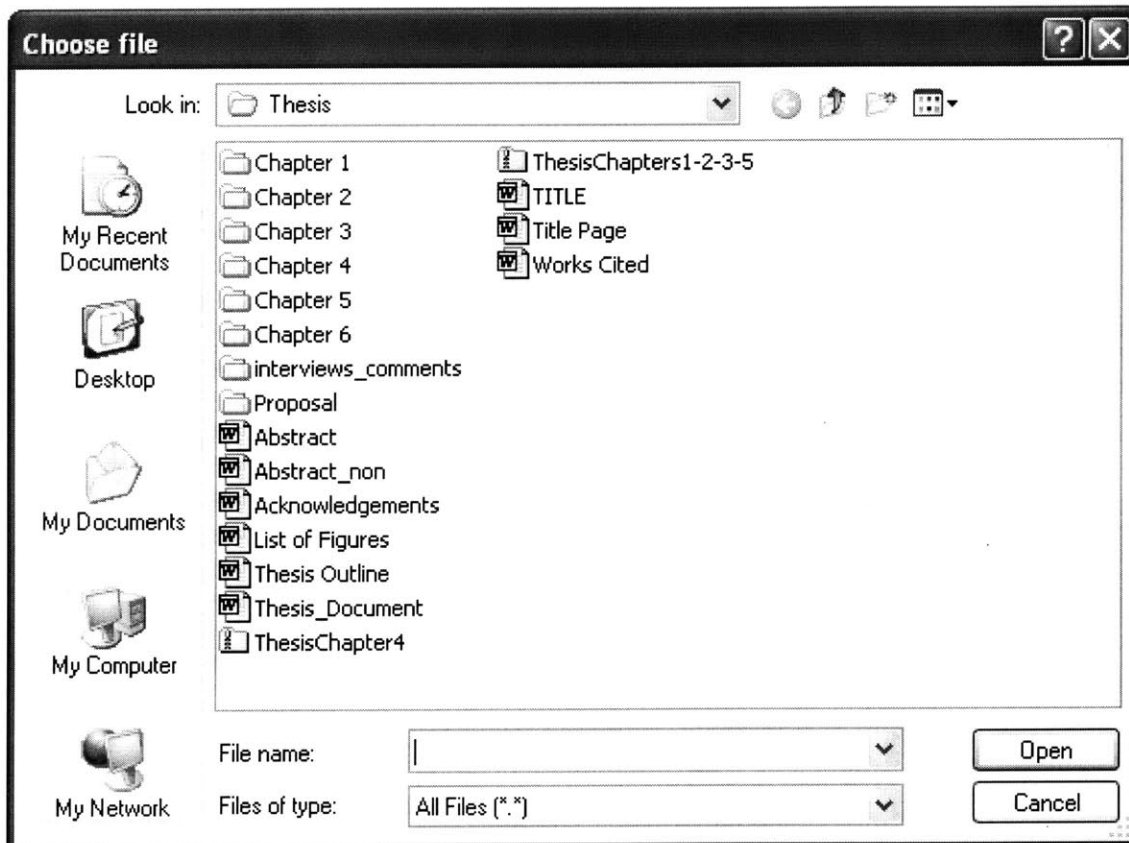 Choose file
Look in: Thesis
My Recent
Documents
Desktop
My Documents
My Computer
My Network
Chapter 1
Chapter 2
Chapter 3
Chapter 4
Chapter 5
Chapter 6
interviews_comments
Proposal
Abstract
Abstract_non
Acknowledgements
List of Figures
Thesis Outline
Thesis_Document
ThesisChapter4
ThesisChapters1-2-3-5
TITLE
Title Page
Works Cited
File name:
Open
Files of type: All Files (*.*)
Cancel